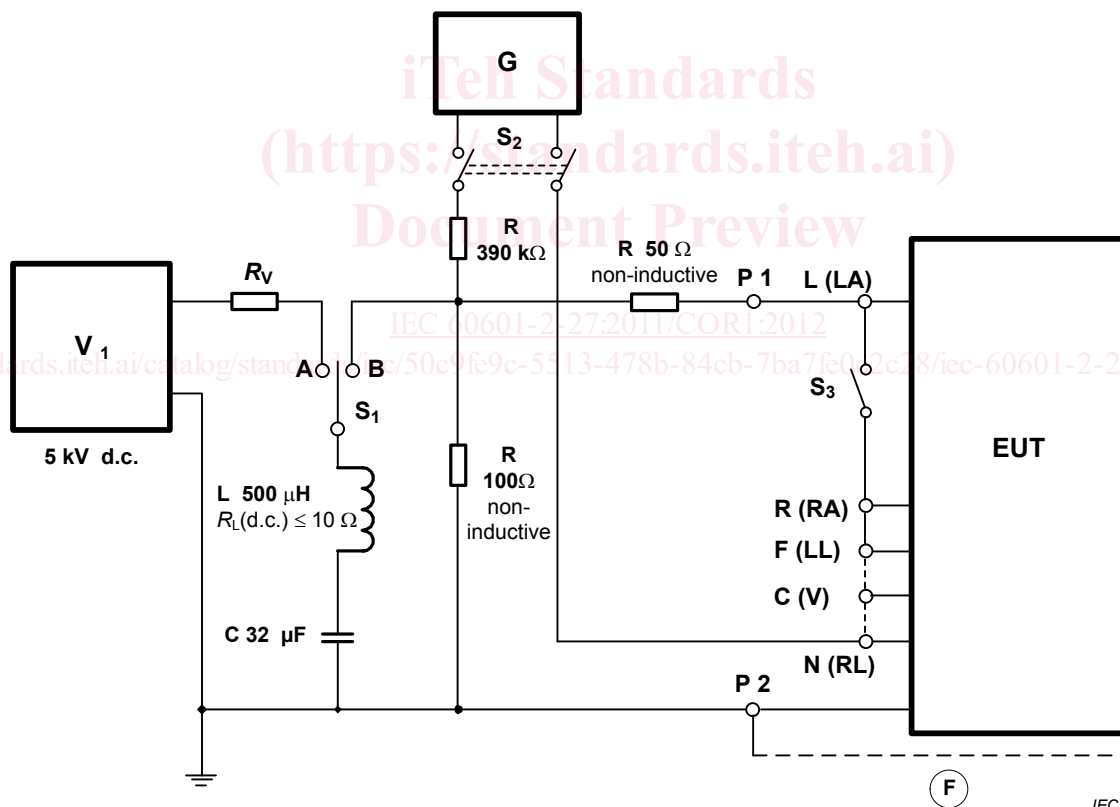 iTeh Standards
(https://standards.iteh.ai)
Document Preview
IEC 60601-2-27:2011/COR1:2012
G
S2
R
390 kΩ
R 50 Ω
non-inductive
P 1
L (LA)
RV
V 1
A
B
S1
S3
5 kV d.c.
EUT
R
100Ω
non-
inductive
L 500 μH
RL(d.c.) ≤ 10 Ω
R (RA)
F (LL)
C (V)
C 32 μF
N (RL)
P 2
F
IEC